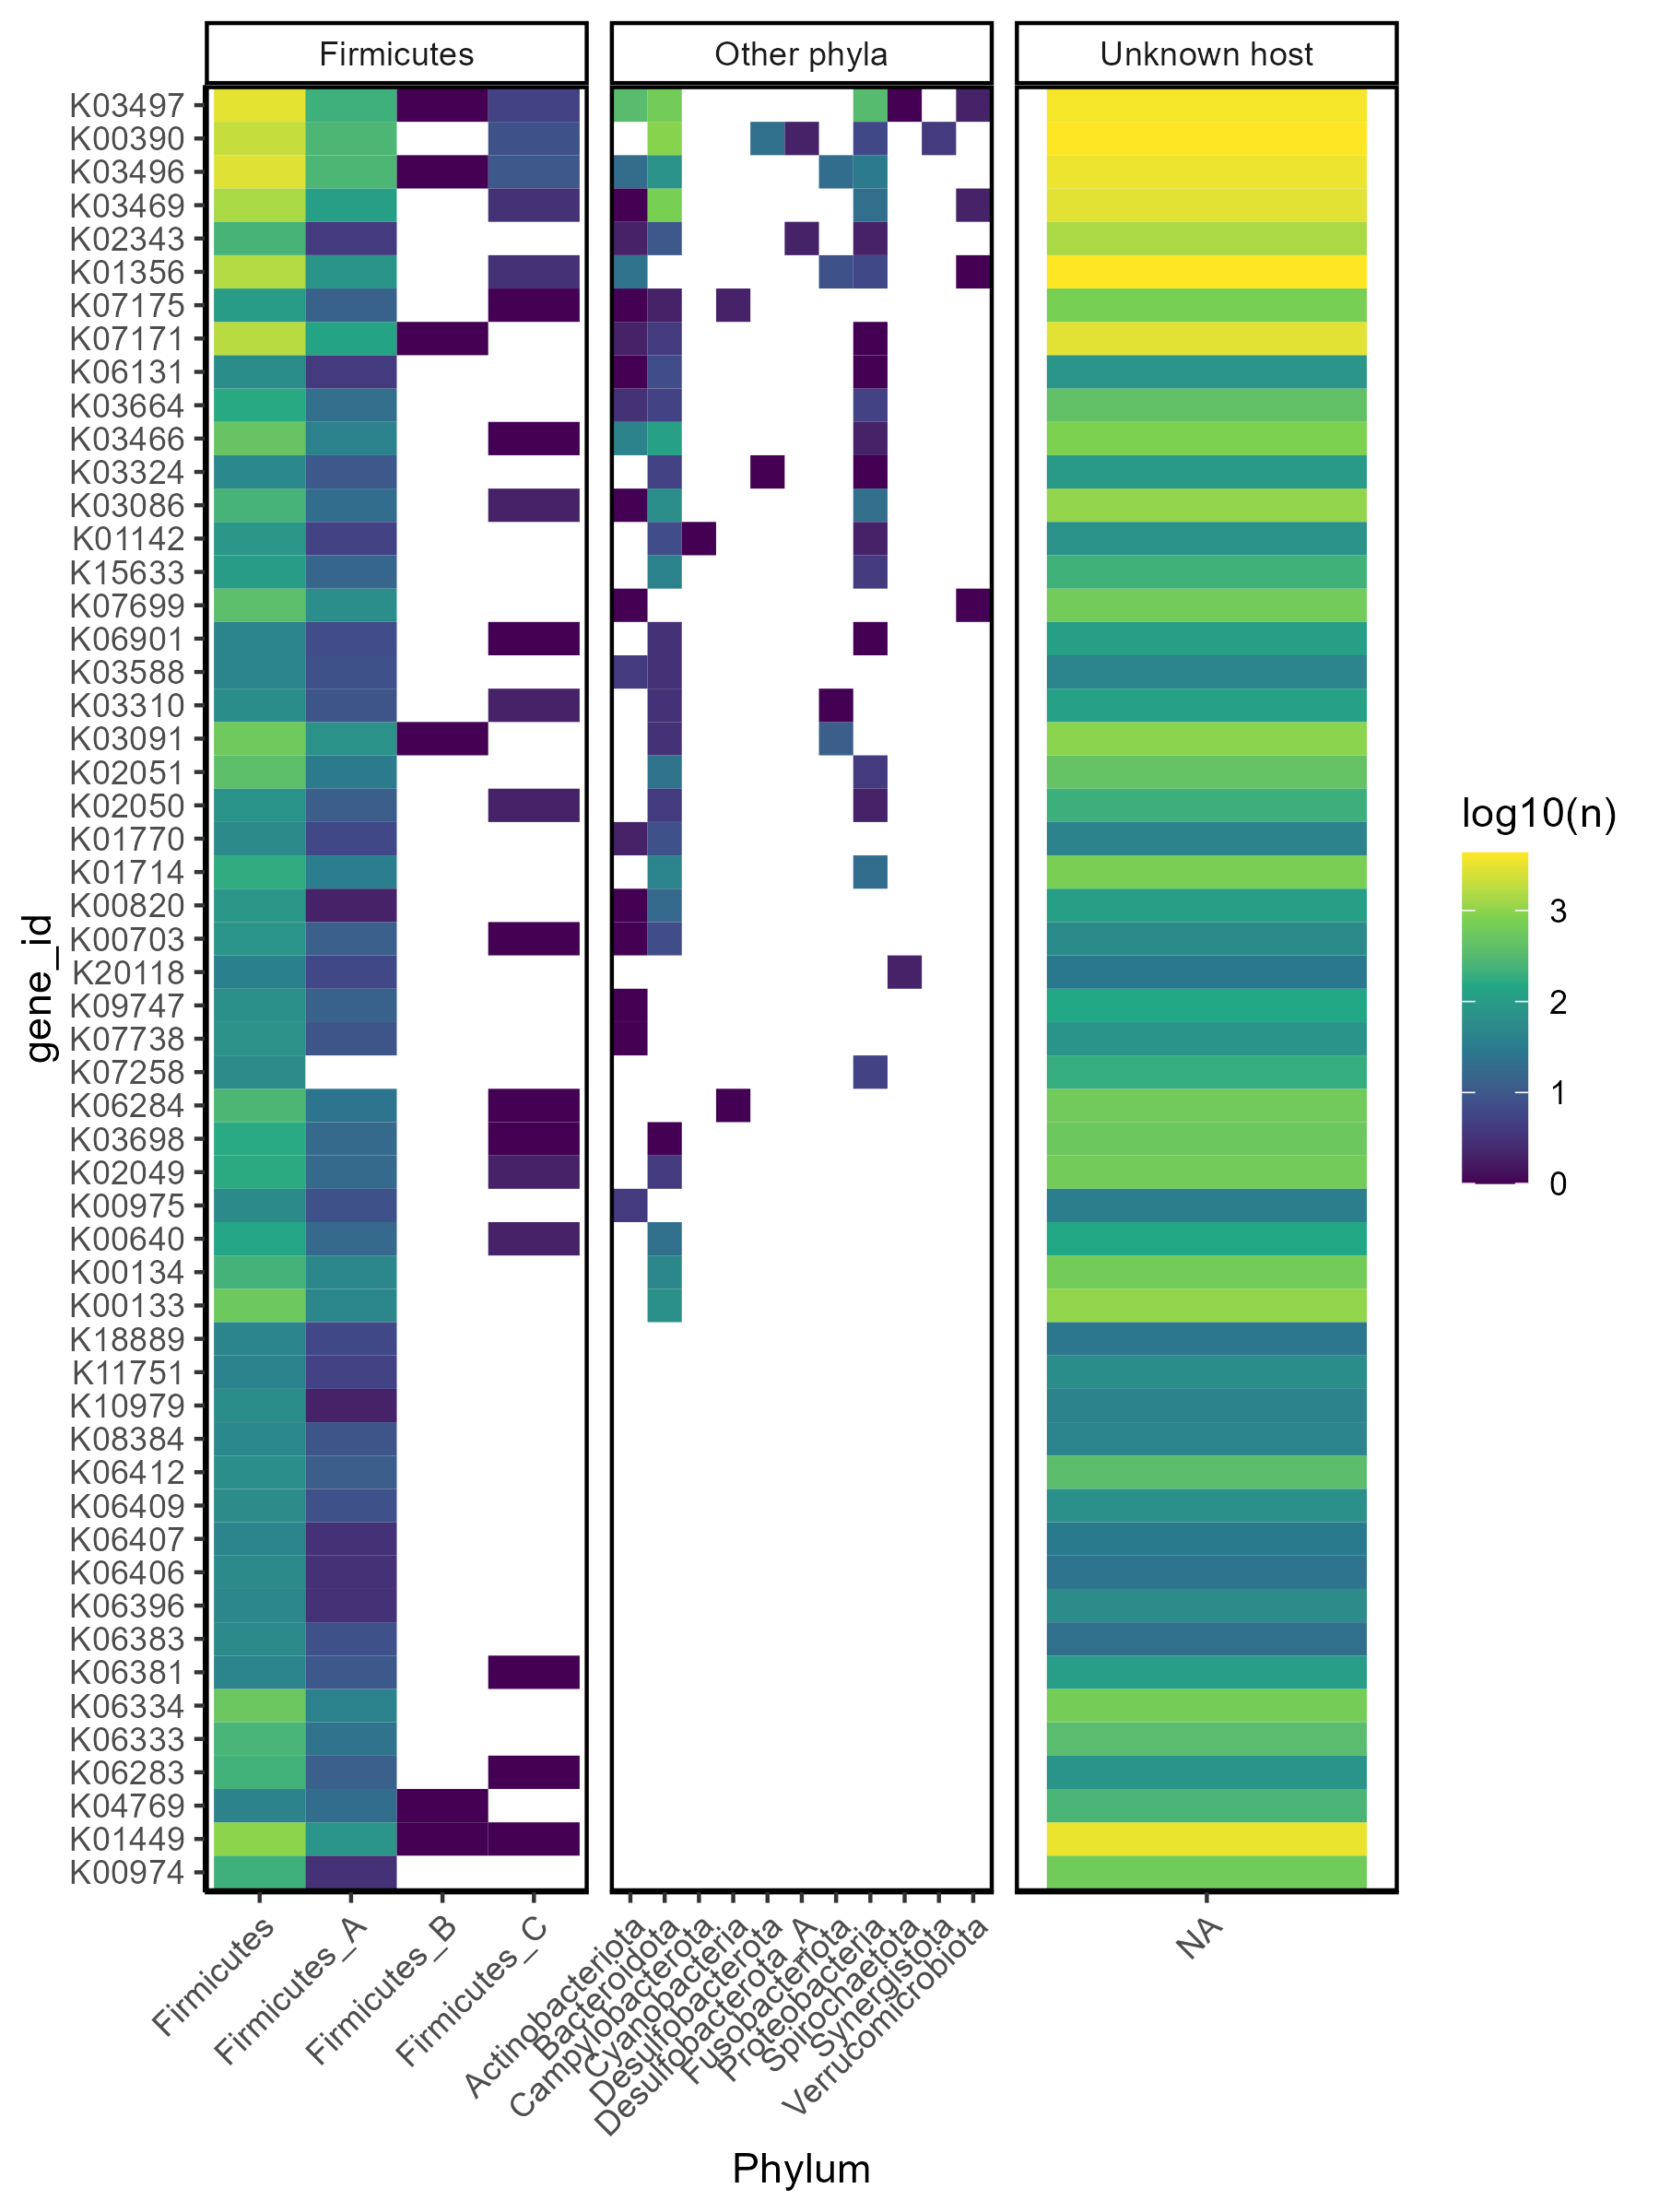 Firmicutes
Other phyla
Unknown host
K03497
K00390
K03496
K03469
K02343
K01356
K07175
K07171
K06131
K03664
K03466
K03324
K03086
K01142
K15633
K07699
K06901
K03588
K03310
K03091
K02051
K02050
K01770
K01714
K00820
K00703
K20118
K09747
K07738
K07258
K06284
K03698
K02049
K00975
K00640
K00134
K00133
K18889
K11751
K10979
K08384
K06412
K06409
K06407
K06406
K06396
K06383
K06381
K06334
K06333
K06283
K04769
K01449
K00974
gene_id
Firmicutes
Firmicutes_A
Firmicutes_B
Firmicutes_C
Actinobacteriota
Bacteroidota
Campylobacterota
Cyanobacteria
Desulfobacterota
Desulfobacterota_A
Fusobacteriota
Proteobacteria
Spirochaetota
Synergistota
Verrucomicrobiota
NA
Phylum
log10(n)
3
2
1
0